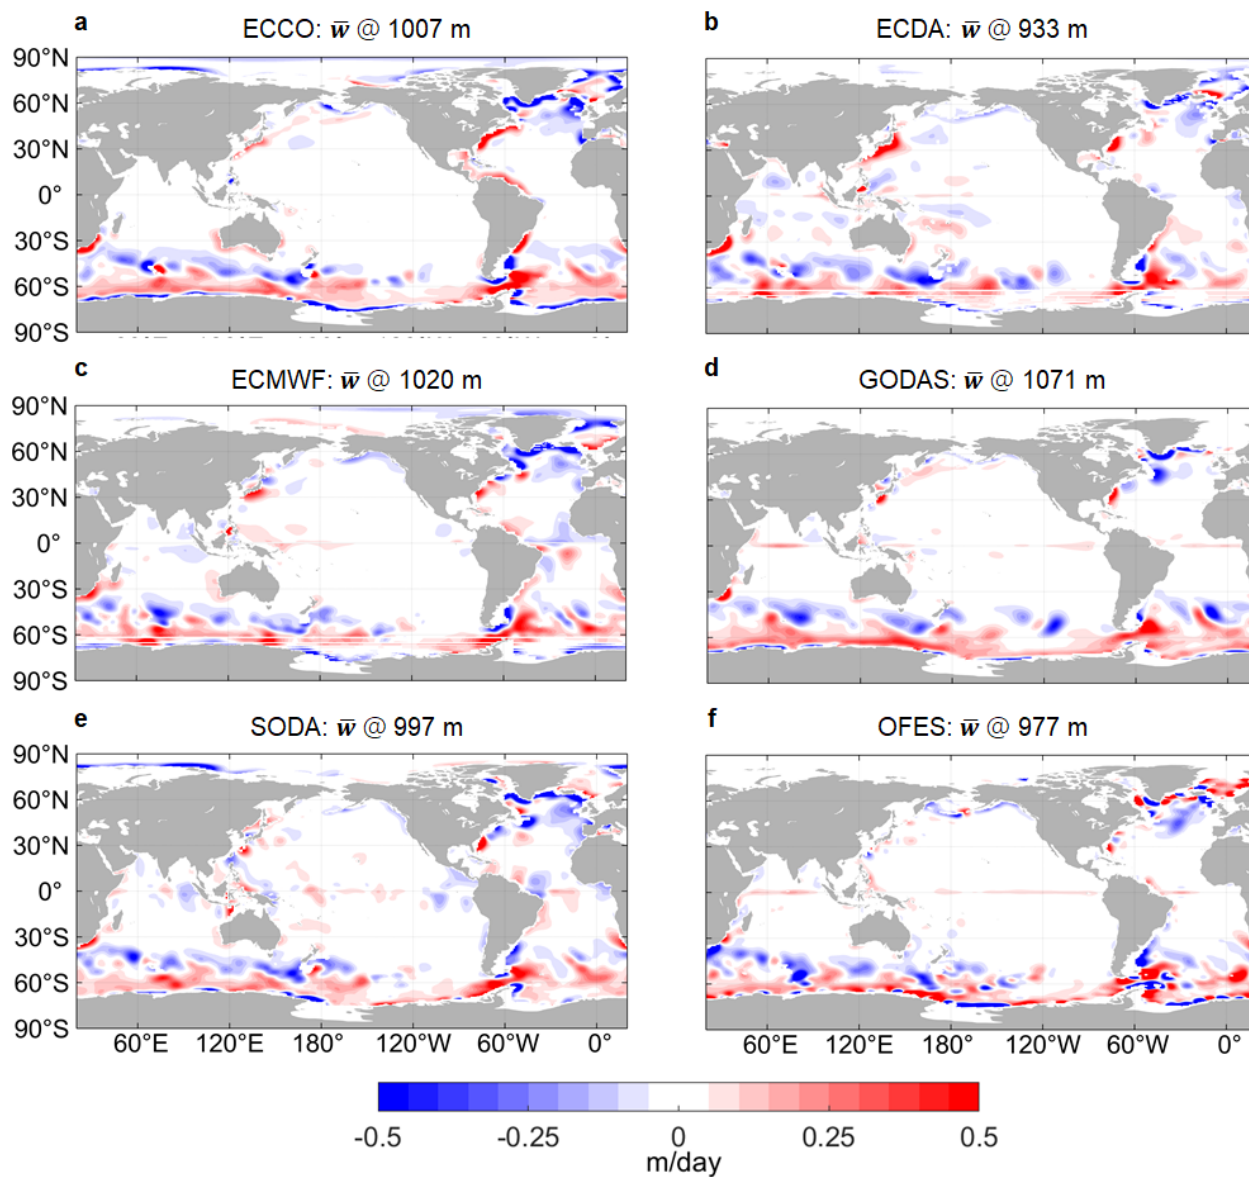 a
ECCO: w̅ @ 1007 m
b
ECDA: w̅ @ 933 m
90°N
60°N
30°N
0°
30°S
60°S
90°S
c
ECMWF: w̅ @ 1020 m
d
GODAS: w̅ @ 1071 m
90°N
60°N
30°N
0°
30°S
60°S
90°S
e
SODA: w̅ @ 997 m
f
OFES: w̅ @ 977 m
90°N
60°N
30°N
0°
30°S
60°S
90°S
60°E 120°E 180° 120°W 60°W 0°
60°E 120°E 180° 120°W 60°W 0°
-0.5 -0.25 0 0.25 0.5
m/day